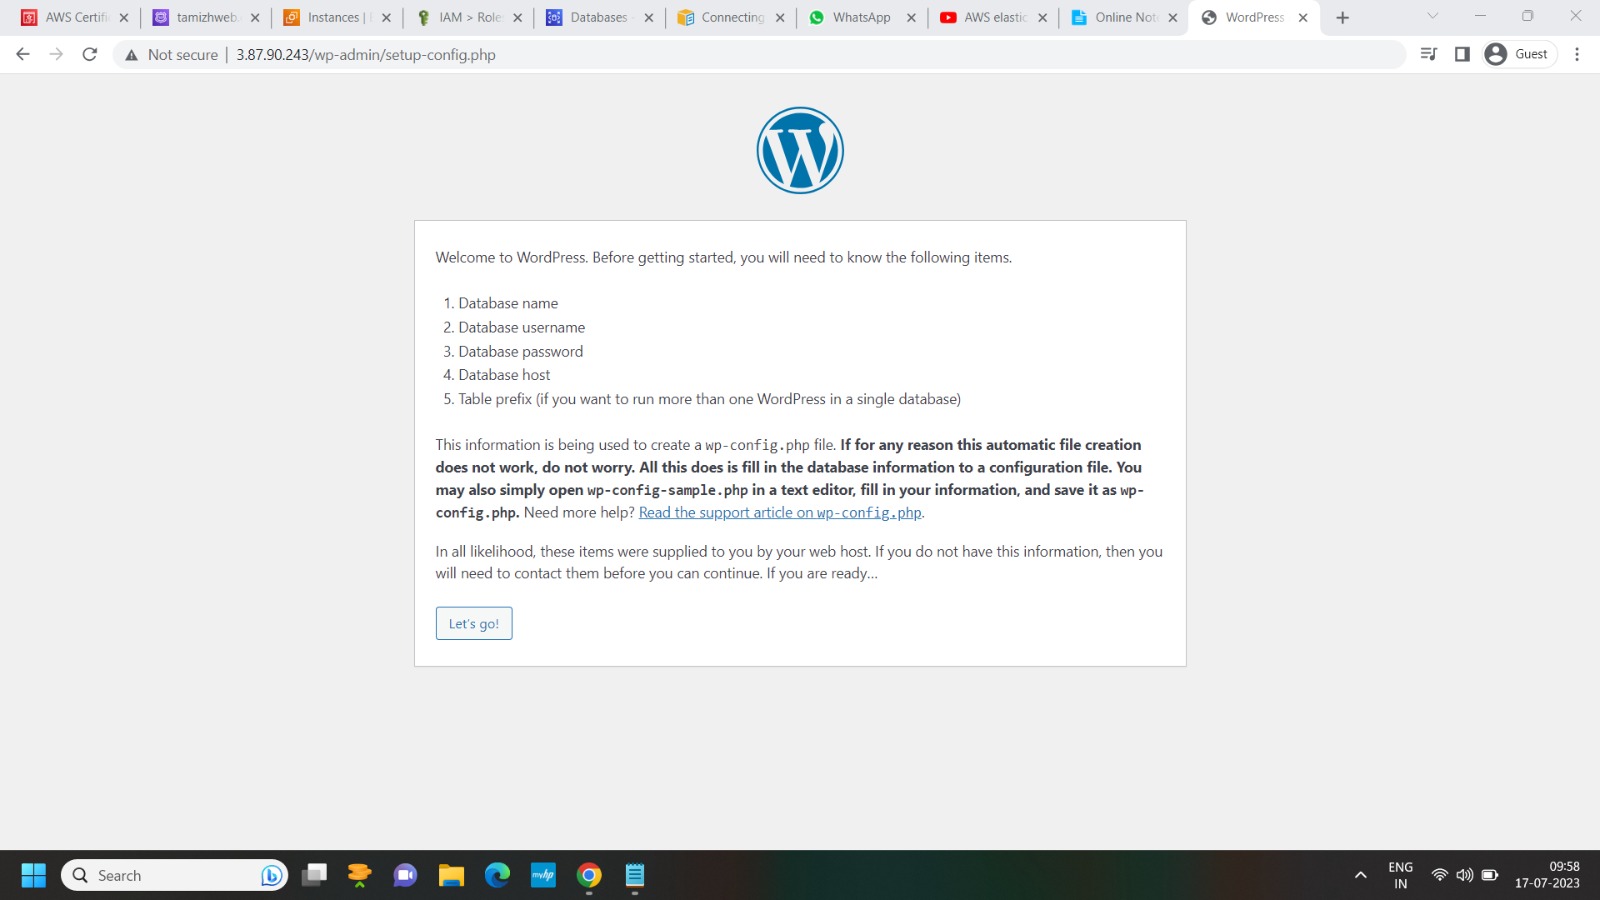 AWS Certifi
tamizhweb.
Instances |
IAM > Role
Databases
Connecting
WhatsApp
AWS elastic
Online Not
WordPress
Not secure | 3.87.90.243/wp-admin/setup-config.php
Guest
W
Welcome to WordPress. Before getting started, you will need to know the following items.
1. Database name
2. Database username
3. Database password
4. Database host
5. Table prefix (if you want to run more than one WordPress in a single database)
This information is being used to create a wp-config.php file. If for any reason this automatic file creation
does not work, do not worry. All this does is fill in the database information to a configuration file. You
may also simply open wp-config-sample.php in a text editor, fill in your information, and save it as wp-
config.php. Need more help? Read the support article on wp-config.php.
In all likelihood, these items were supplied to you by your web host. If you do not have this information, then you
will need to contact them before you can continue. If you are ready...
Let's go!
Search
myhp
ENG
IN
09:58
17-07-2023